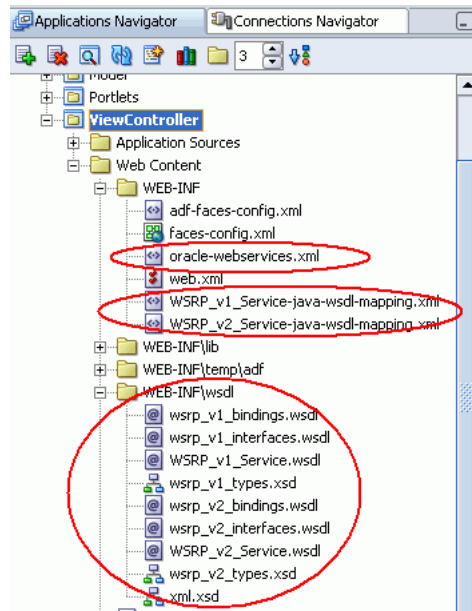 Applications Navigator
Connections Navigator
3
Model
Portlets
ViewController
Application Sources
Web Content
WEB-INF
adf-faces-config.xml
faces-config.xml
oracle-webservices.xml
web.xml
WSRP_v1_Service-java-wsdl-mapping.xml
WSRP_v2_Service-java-wsdl-mapping.xml
WEB-INF\lib
WEB-INF\temp\adf
WEB-INF\wsdl
wsrp_v1_bindings.wsdl
wsrp_v1_interfaces.wsdl
WSRP_v1_Service.wsdl
wsrp_v1_types.xsd
wsrp_v2_bindings.wsdl
wsrp_v2_interfaces.wsdl
WSRP_v2_Service.wsdl
wsrp_v2_types.xsd
xml.xsd